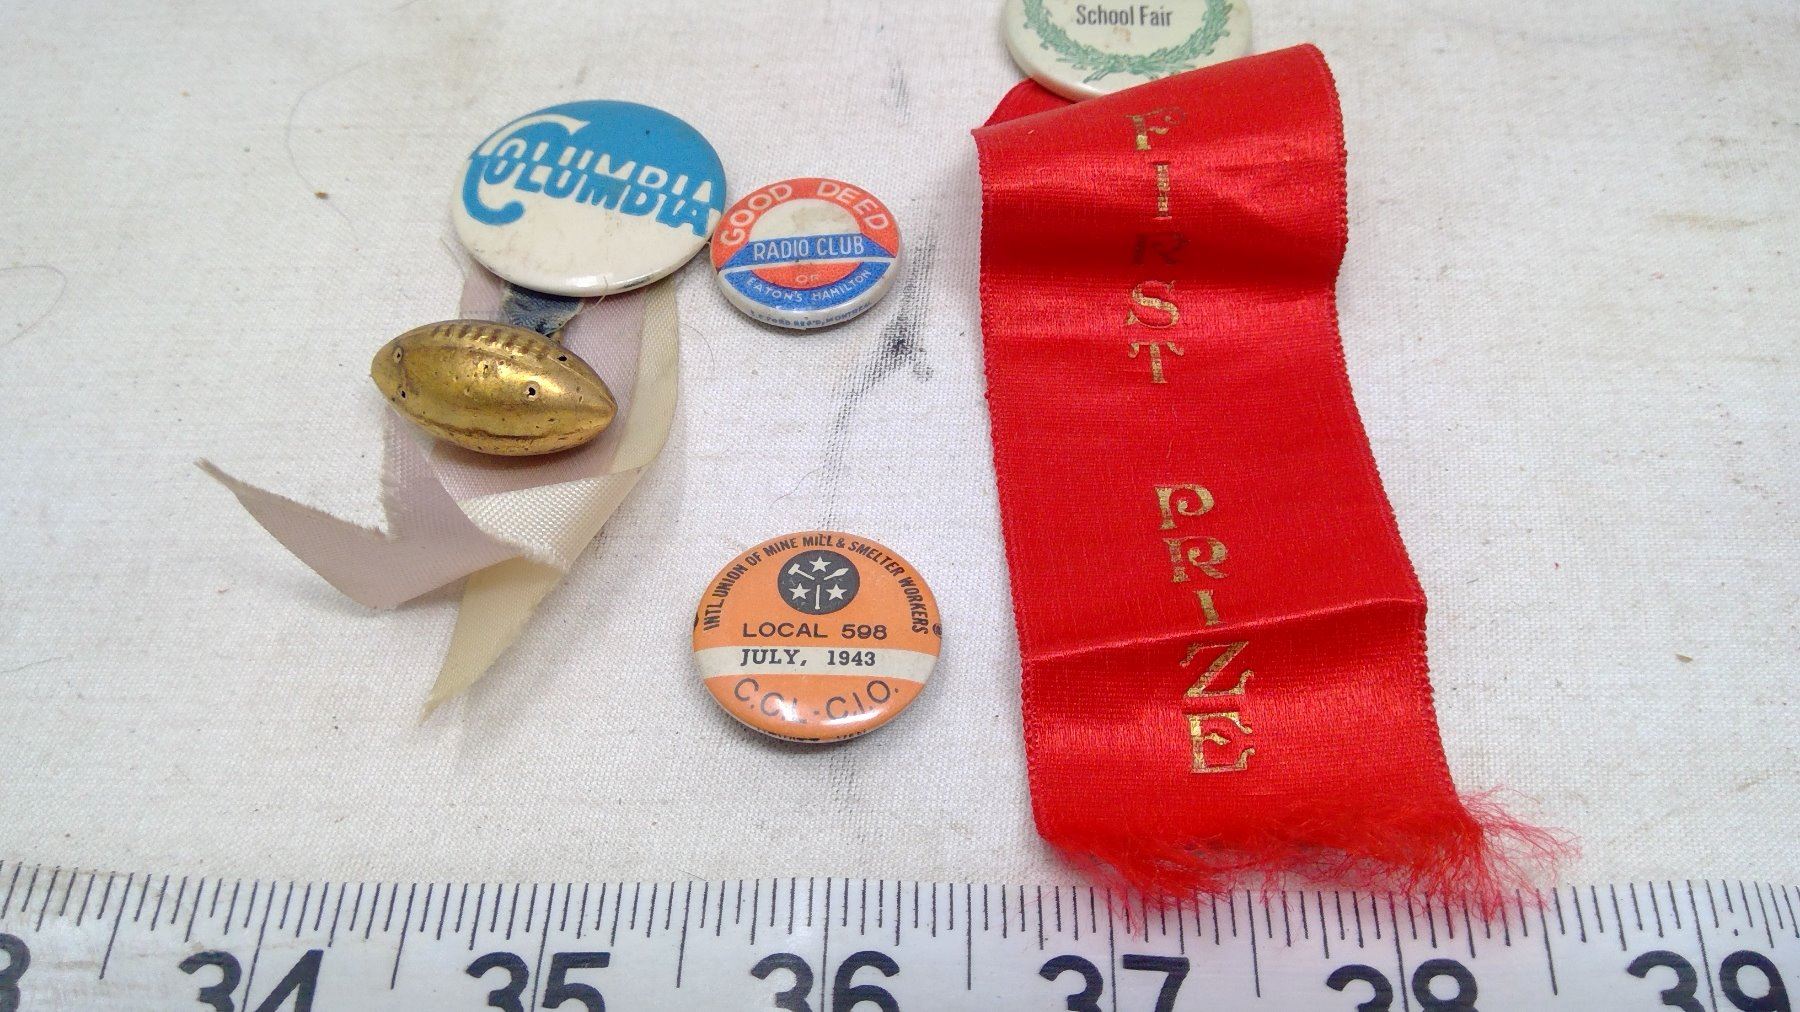 School Fair
COLUMBIA
GOOD DEED
RADIO CLUB
OF
EATON'S HAMILTON
FIRST PRIZE
INTL. UNION OF MINE MILL & SMELTER WORKERS
LOCAL 598
JULY, 1943
C.C.L.-C.I.O.
34 35 36 37 38 39